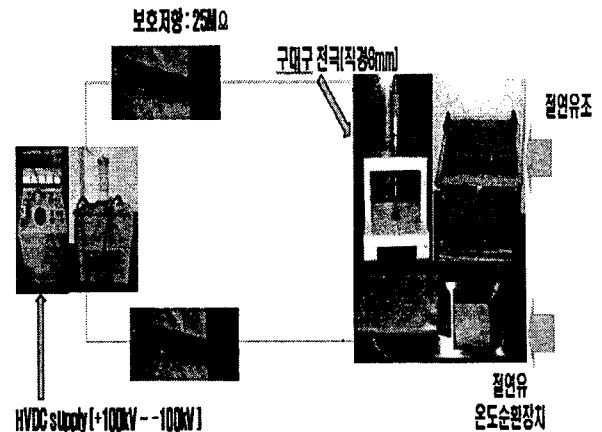 보호저항 : 25MΩ
구대구 전극(직경8mm)
절연유조
HVDC supply (+100kV ~ -100kV)
절연유
온도순환장치